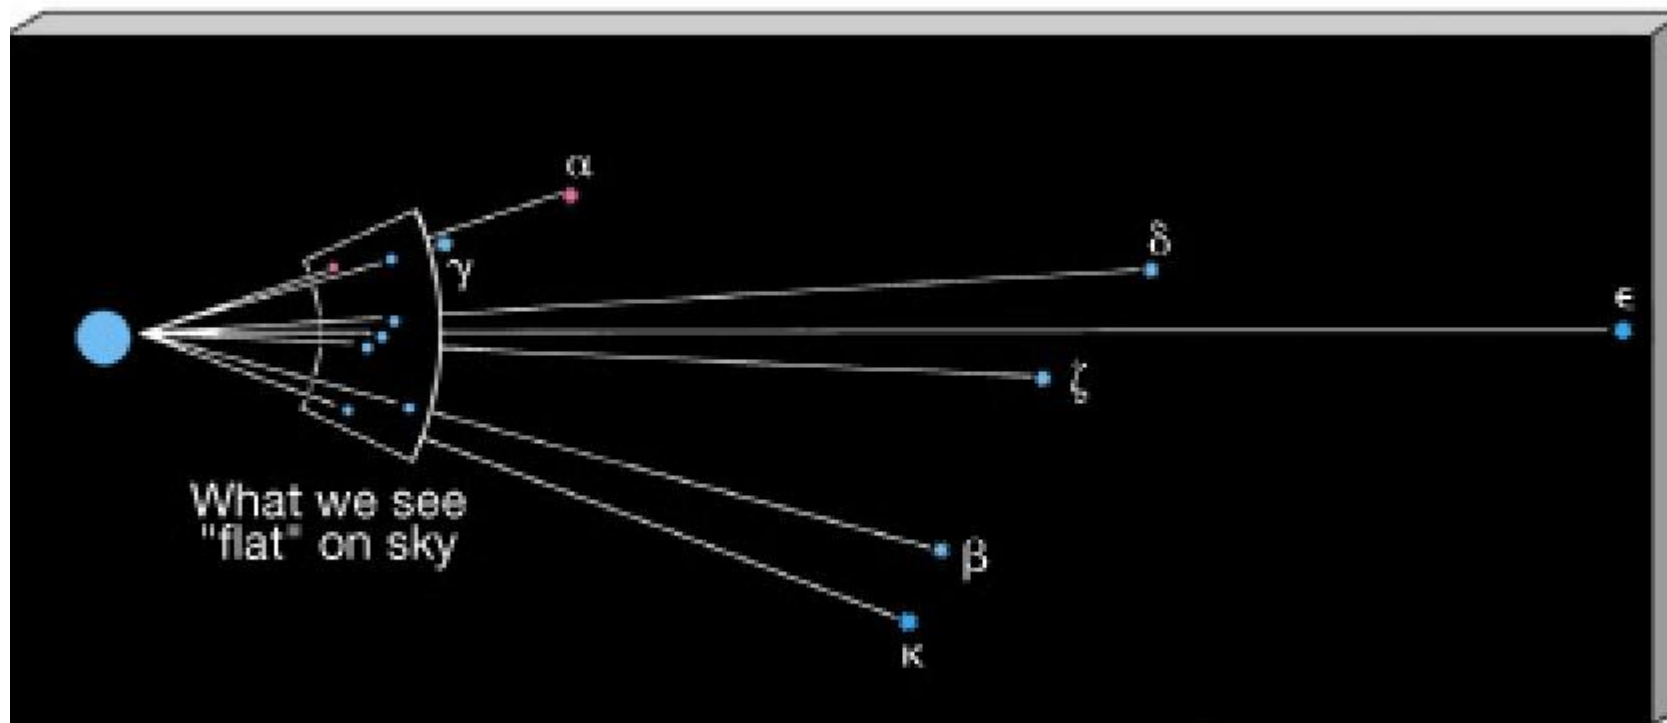 α
δ
γ
ϵ
ζ
What we see
"flat" on sky
β
κ